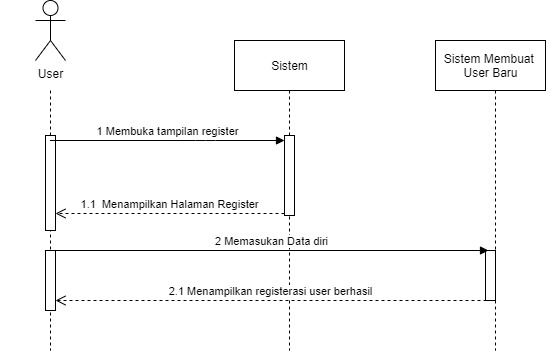 User
Sistem
Sistem Membuat
User Baru
1 Membuka tampilan register
1.1 Menampilkan Halaman Register
2 Memasukan Data diri
2.1 Menampilkan registerasi user berhasil